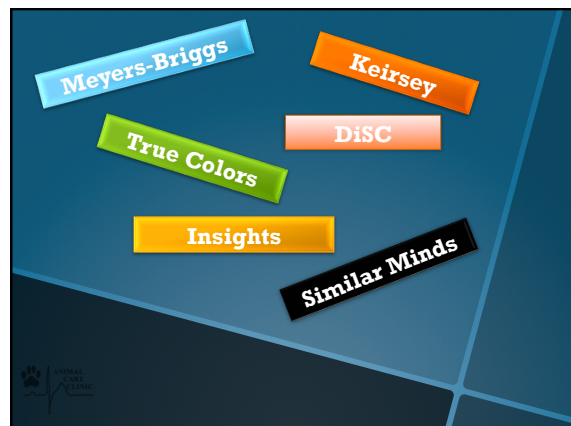 Meyers-Briggs
Keirsey
True Colors
DiSC
Insights
Similar Minds
ANIMAL
CARE
CLINIC